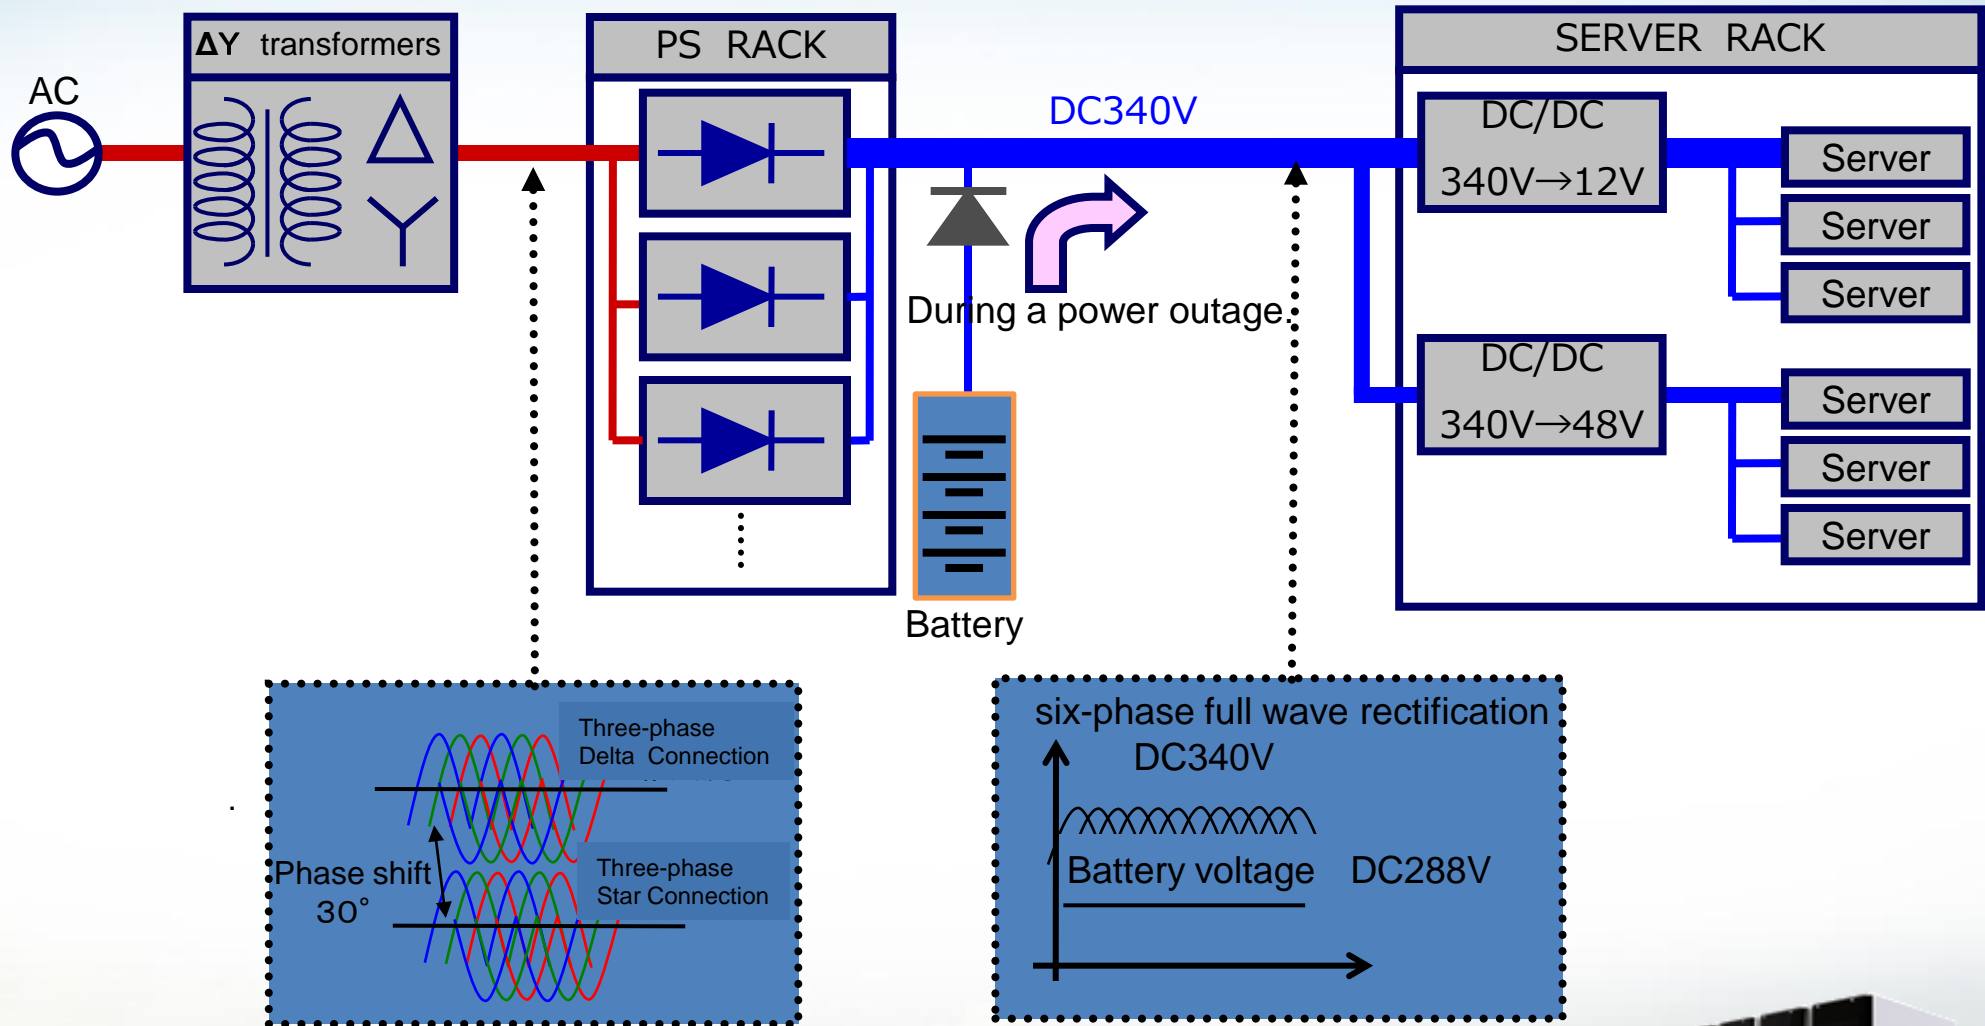 AC
ΔY transformers
PS RACK
DC340V
SERVER RACK
DC/DC
340V→12V
Server
Server
Server
DC/DC
340V→48V
Server
Server
Server
During a power outage.
Battery
Three-phase
Delta Connection
Phase shift
30°
Three-phase
Star Connection
six-phase full wave rectification
DC340V
Battery voltage DC288V
.